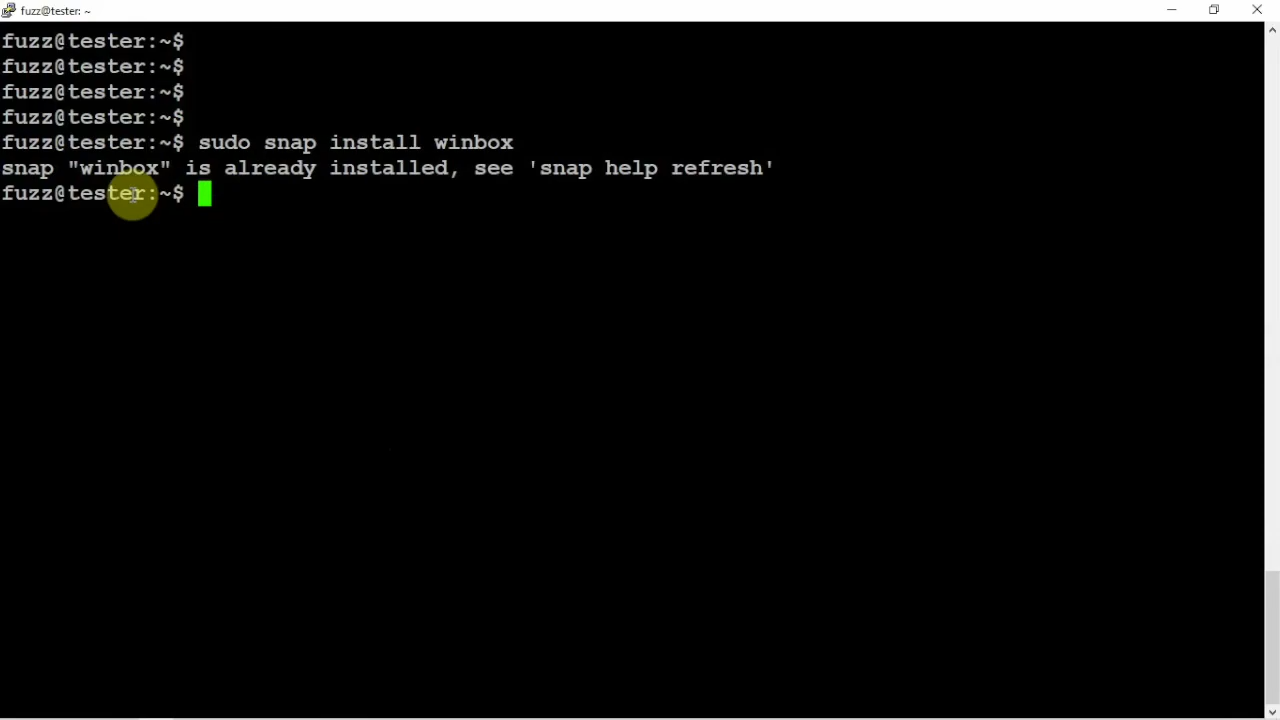 fuzz@tester: ~
fuzz@tester:~$
fuzz@tester:~$
fuzz@tester:~$
fuzz@tester:~$
fuzz@tester:~$ sudo snap install winbox
snap "winbox" is already installed, see 'snap help refresh'
fuzz@tester:~$